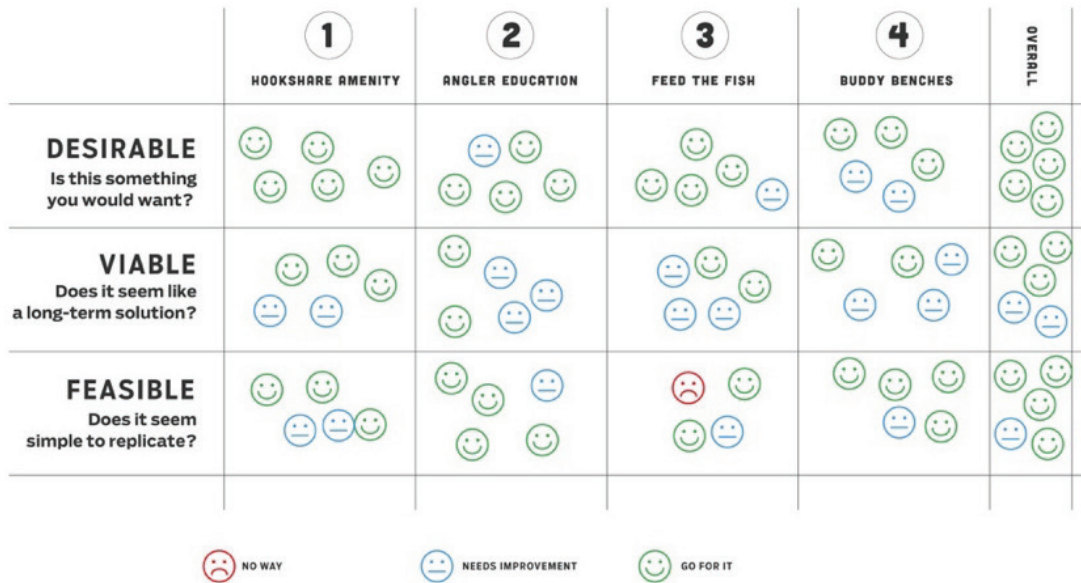 1
2
3
4
HOOKSHARE AMENITY
ANGLER EDUCATION
FEED THE FISH
BUDDY BENCHES
OVERALL
DESIRABLE
Is this something
you would want?
VIABLE
Does it seem like
a long-term solution?
FEASIBLE
Does it seem
simple to replicate?
NO WAY
NEEDS IMPROVEMENT
GO FOR IT